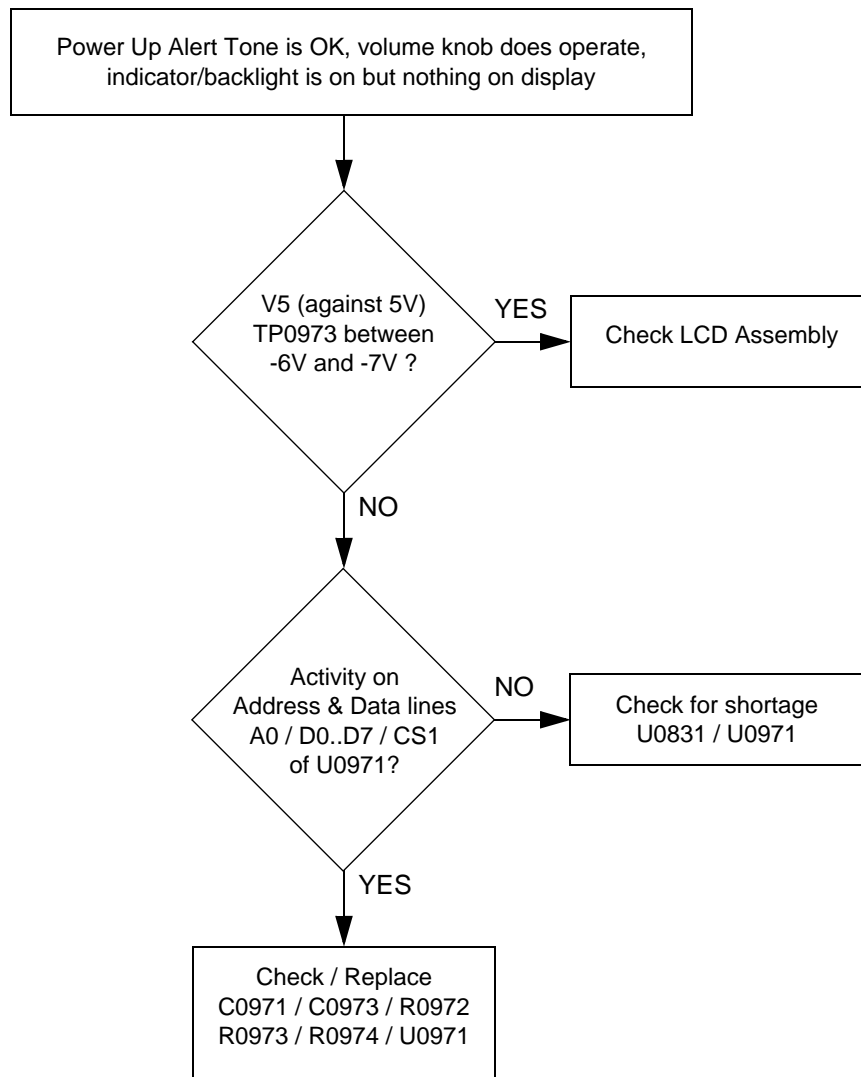 Power Up Alert Tone is OK, volume knob does operate,
indicator/backlight is on but nothing on display
V5 (against 5V)
TP0973 between
-6V and -7V ?
YES
Check LCD Assembly
NO
Activity on
Address & Data lines
A0 / D0..D7 / CS1
of U0971?
NO
Check for shortage
U0831 / U0971
YES
Check / Replace
C0971 / C0973 / R0972
R0973 / R0974 / U0971